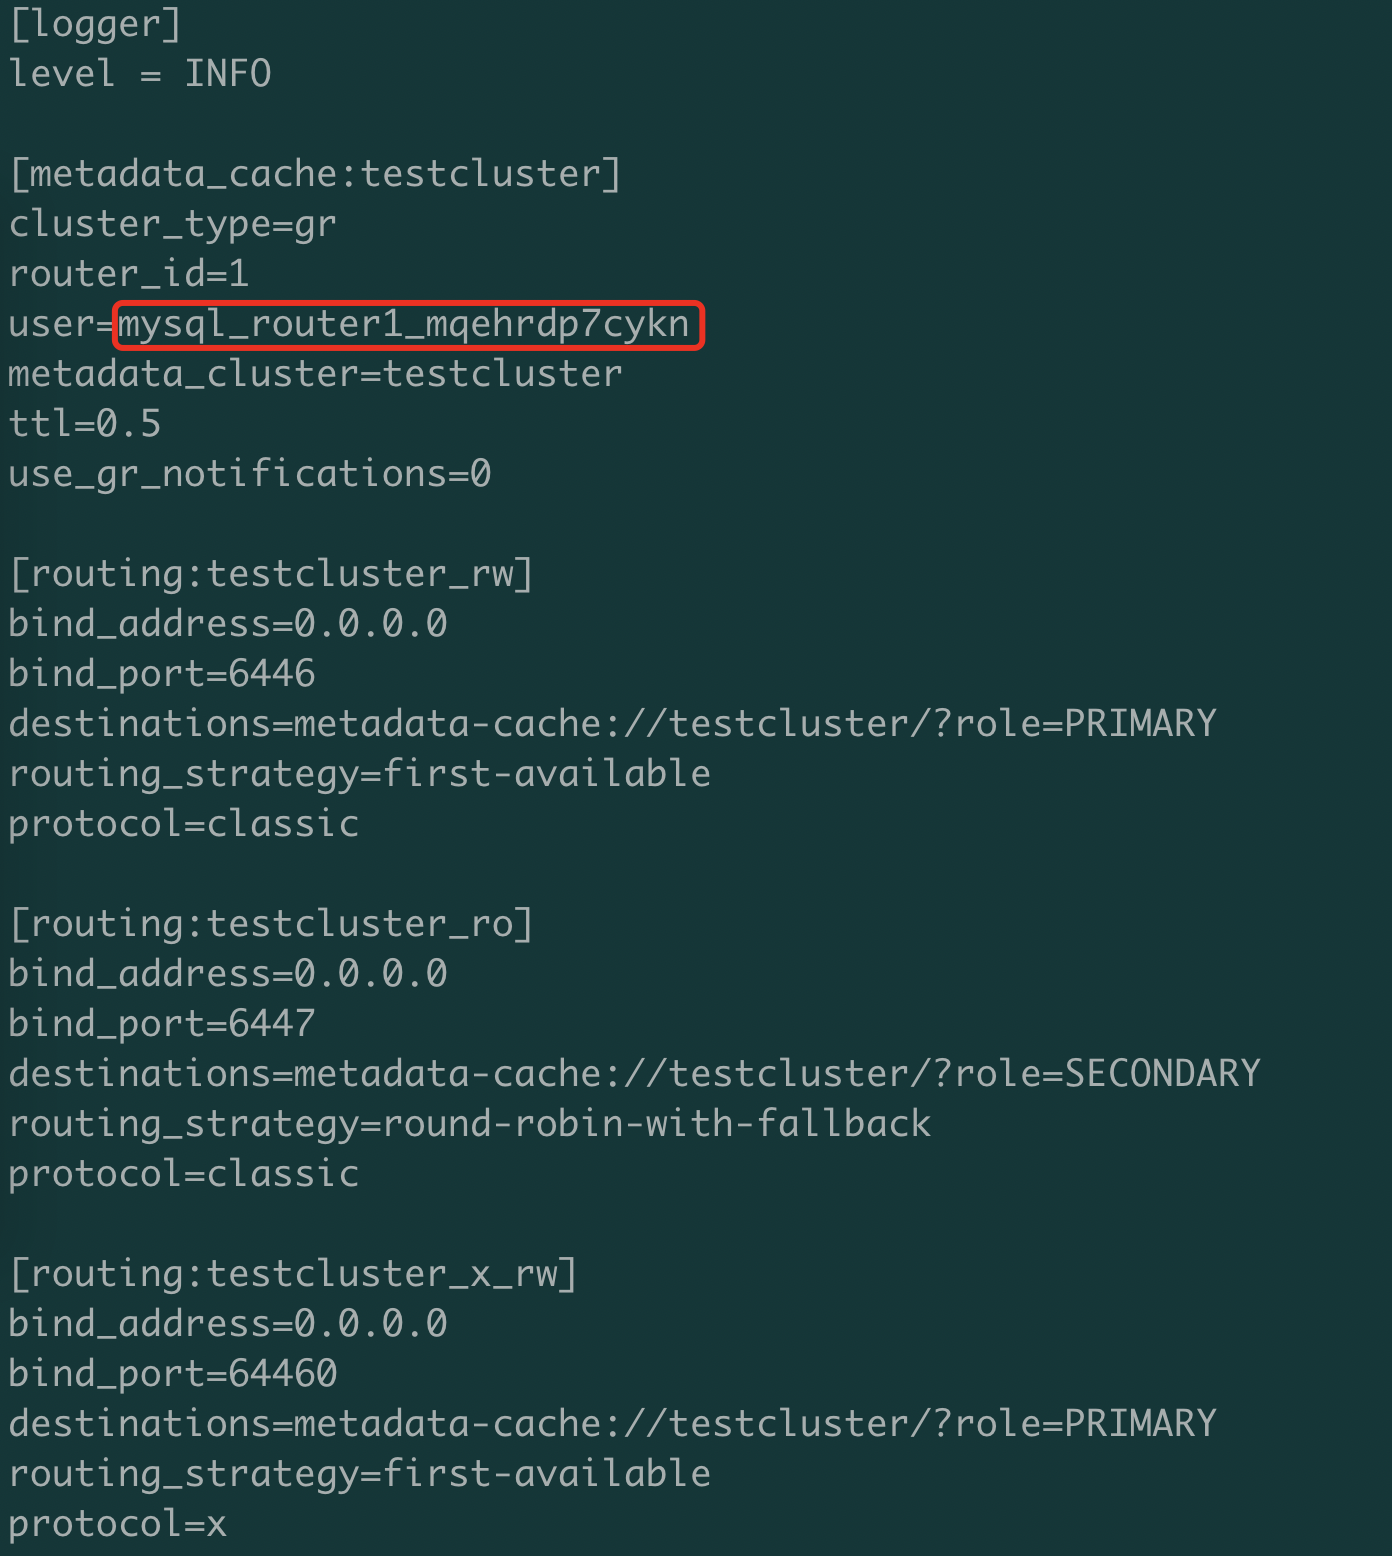 [logger]
level = INFO
[metadata_cache:testcluster]
cluster_type=gr
router_id=1
user=mysql_router1_mqehrdp7cykn
metadata_cluster=testcluster
ttl=0.5
use_gr_notifications=0
[routing:testcluster_rw]
bind_address=0.0.0.0
bind_port=6446
destinations=metadata-cache://testcluster/?role=PRIMARY
routing_strategy=first-available
protocol=classic
[routing:testcluster_ro]
bind_address=0.0.0.0
bind_port=6447
destinations=metadata-cache://testcluster/?role=SECONDARY
routing_strategy=round-robin-with-fallback
protocol=classic
[routing:testcluster_x_rw]
bind_address=0.0.0.0
bind_port=64460
destinations=metadata-cache://testcluster/?role=PRIMARY
routing_strategy=first-available
protocol=x